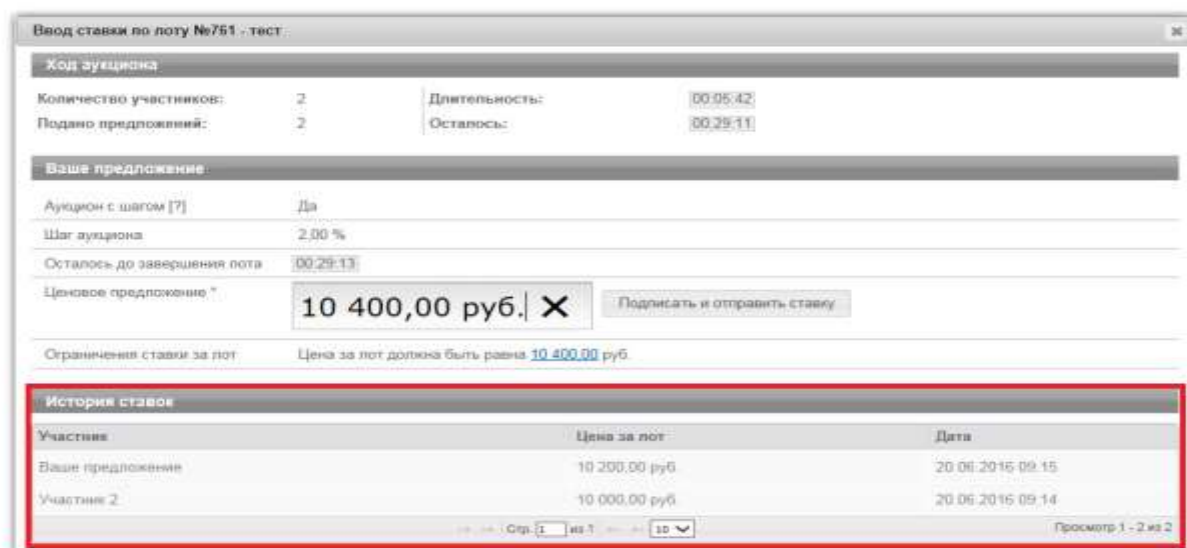 Ввод ставки по лоту №761 - тест
Ход аукциона
Количество участников: 2 Длительность: 00:05:42
Подано предложений: 2 Осталось: 00:29:11
Ваше предложение
Аукцион с шагом [?] Да
Шаг аукциона 2,00 %
Осталось до завершения лота 00:29:13
Ценовое предложение * 10 400,00 руб. Подписать и отправить ставку
Ограничения ставки за лот Цена за лот должна быть равна 10 400,00 руб.
История ставок
Участник Цена за лот Дата
Ваше предложение 10 200,00 руб. 20.06.2016 09:15
Участник 2 10 000,00 руб. 20.06.2016 09:14
Стр. 1 из 1 10 Просмотр 1 - 2 из 2